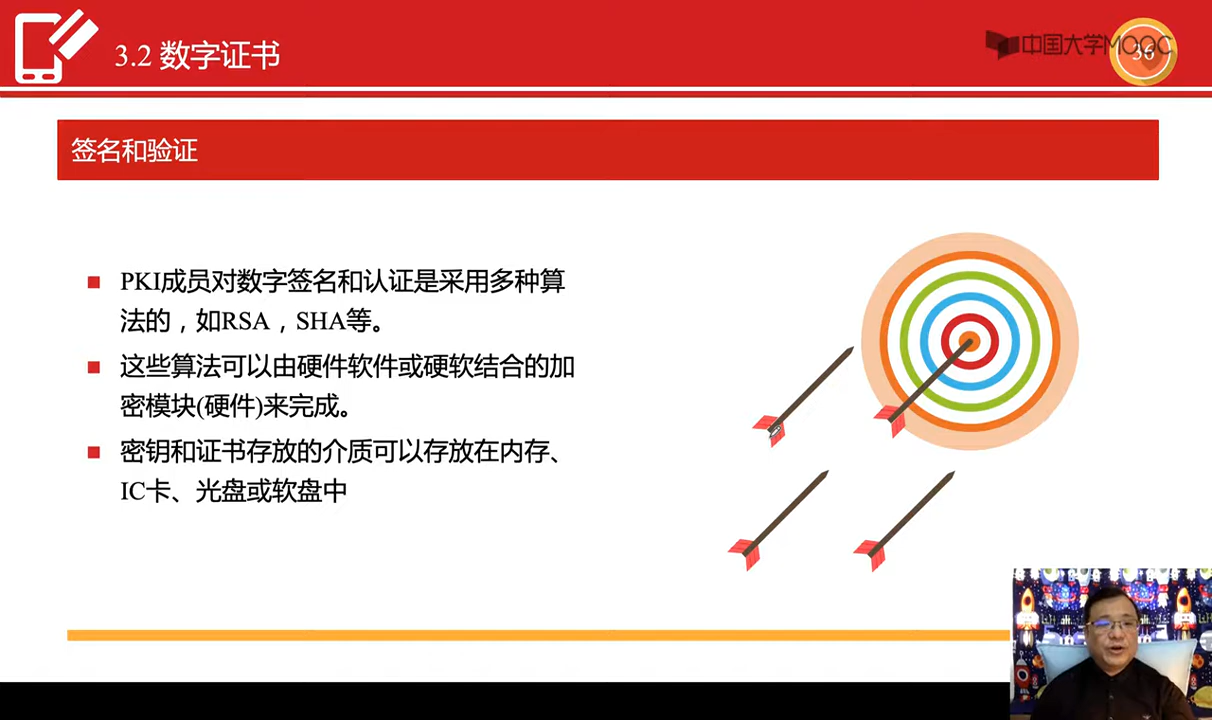 3.2 数字证书
中国大学MOOC
36
签名和验证
PKI成员对数字签名和认证是采用多种算
法的，如RSA，SHA等。
这些算法可以由硬件软件或硬软结合的加
密模块(硬件)来完成。
密钥和证书存放的介质可以存放在内存、
IC卡、光盘或软盘中